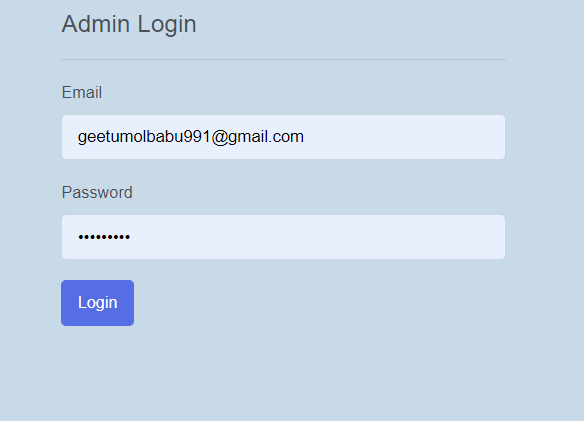 Admin Login
Email
geetumolbabu991@gmail.com
Password
•••••••••
Login